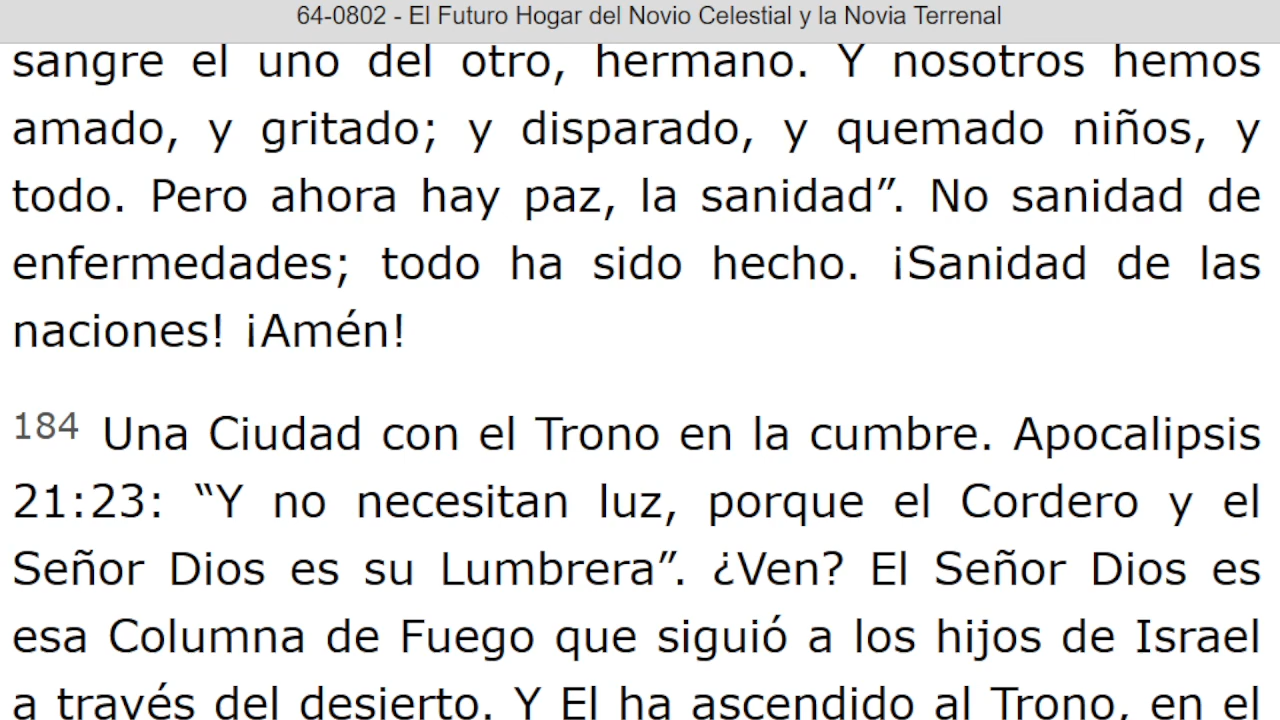 64-0802 - El Futuro Hogar del Novio Celestial y la Novia Terrenal
sangre el uno del otro, hermano. Y nosotros hemos
amado, y gritado; y disparado, y quemado niños, y
todo. Pero ahora hay paz, la sanidad”. No sanidad de
enfermedades; todo ha sido hecho. ¡Sanidad de las
naciones! ¡Amén!
184 Una Ciudad con el Trono en la cumbre. Apocalipsis
21:23: “Y no necesitan luz, porque el Cordero y el
Señor Dios es su Lumbrera”. ¿Ven? El Señor Dios es
esa Columna de Fuego que siguió a los hijos de Israel
a través del desierto. Y El ha ascendido al Trono, en el